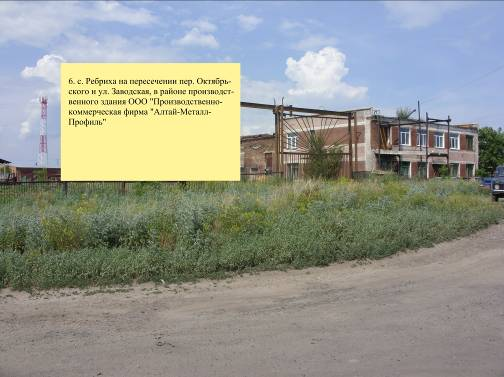 6. с. Ребриха на пересечении пер. Октябрь-
ского и ул. Заводская, в районе производст-
венного здания ООО "Производственно-
коммерческая фирма "Алтай-Металл-
Профиль"